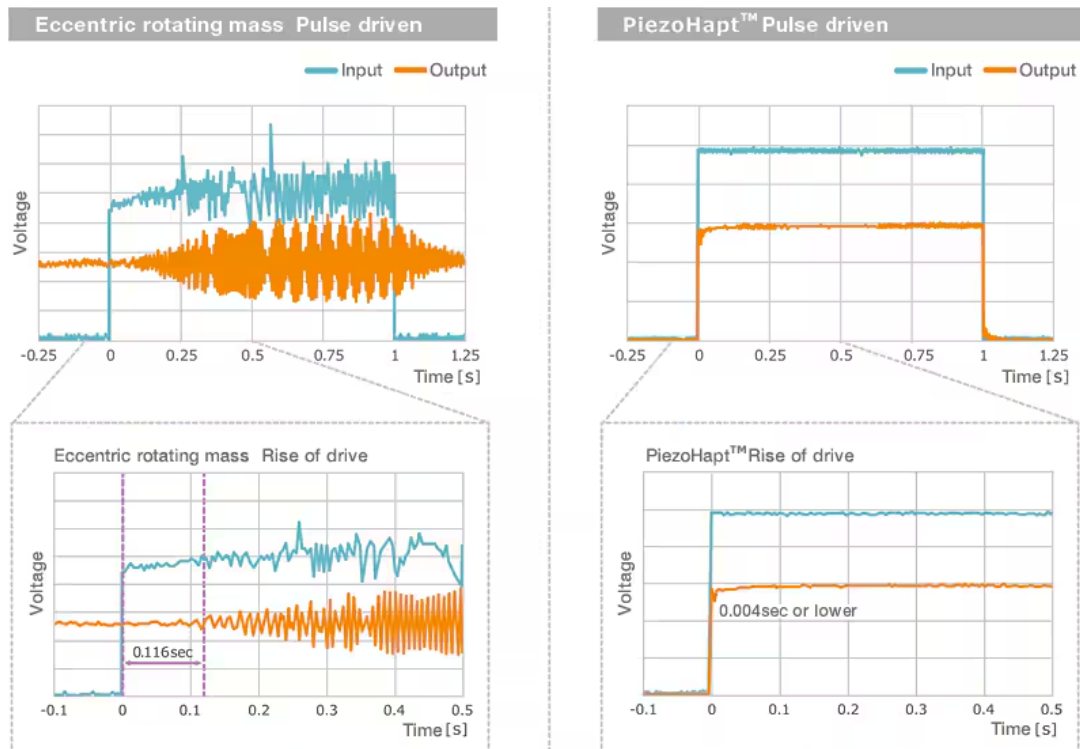 Eccentric rotating mass Pulse driven
Input Output
Voltage
-0.25 0 0.25 0.5 0.75 1 1.25
Time [s]
Eccentric rotating mass Rise of drive
Voltage
0.116sec
-0.1 0 0.1 0.2 0.3 0.4 0.5
Time [s]
PiezoHapt™ Pulse driven
Input Output
Voltage
-0.25 0 0.25 0.5 0.75 1 1.25
Time [s]
PiezoHapt™ Rise of drive
Voltage
0.004sec or lower
-0.1 0 0.1 0.2 0.3 0.4 0.5
Time [s]